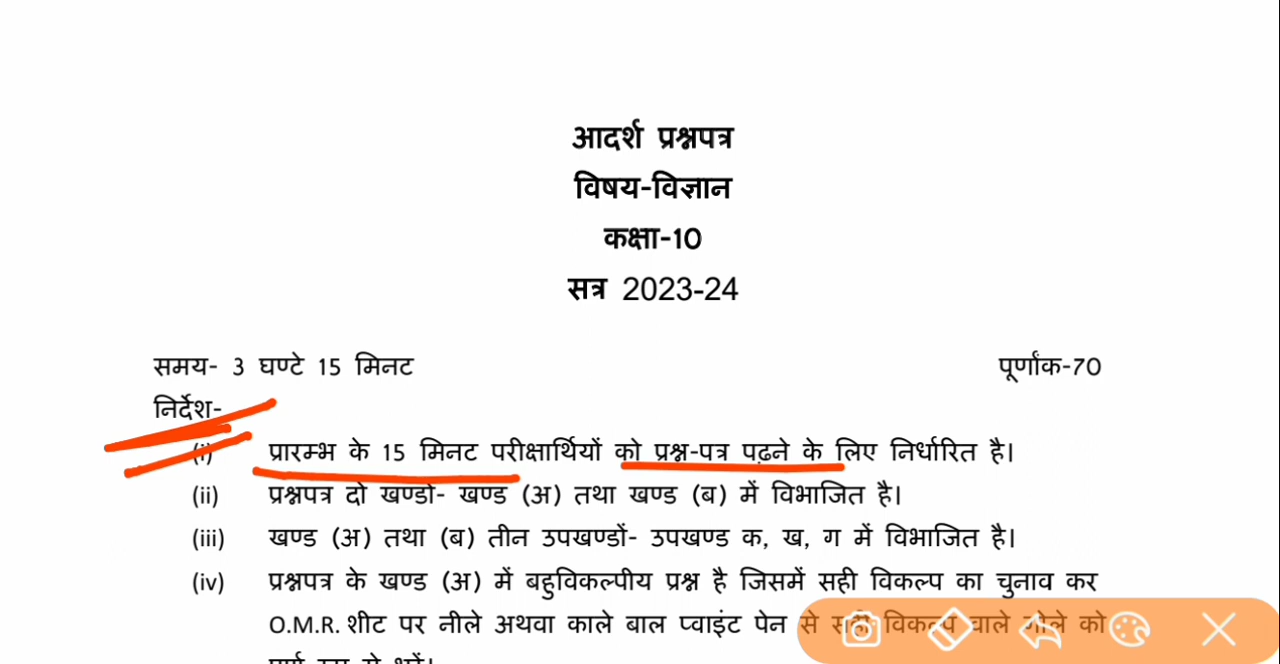 आदर्श प्रश्नपत्र
विषय-विज्ञान
कक्षा-10
सत्र 2023-24
समय- 3 घण्टे 15 मिनट पूर्णांक-70
निर्देश-
(i) प्रारम्भ के 15 मिनट परीक्षार्थियों को प्रश्न-पत्र पढ़ने के लिए निर्धारित है।
(ii) प्रश्नपत्र दो खण्डो- खण्ड (अ) तथा खण्ड (ब) में विभाजित है।
(iii) खण्ड (अ) तथा (ब) तीन उपखण्डों- उपखण्ड क, ख, ग में विभाजित है।
(iv) प्रश्नपत्र के खण्ड (अ) में बहुविकल्पीय प्रश्न है जिसमें सही विकल्प का चुनाव कर
O.M.R. शीट पर नीले अथवा काले बाल प्वाइंट पेन से सही विकल्प वाले गोले को